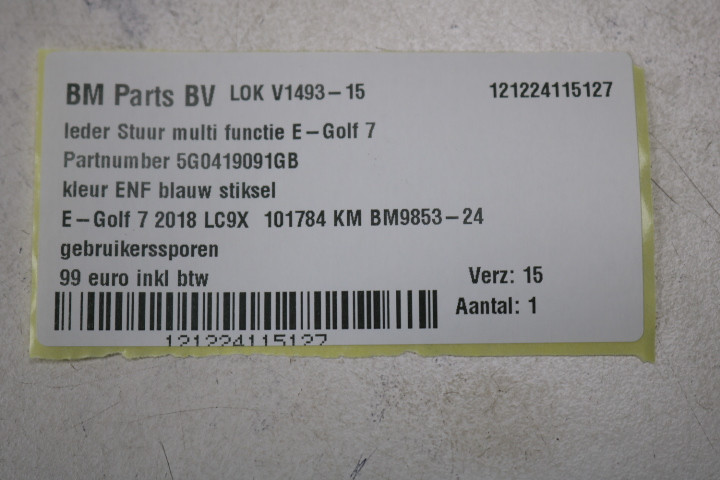 BM Parts BV LOK V1493-15 121224115127
leder Stuur multi functie E-Golf 7
Partnumber 5G0419091GB
kleur ENF blauw stiksel
E-Golf 7 2018 LC9X 101784 KM BM9853-24
gebruikerssporen
99 euro inkl btw Verz: 15
Aantal: 1
121224115127